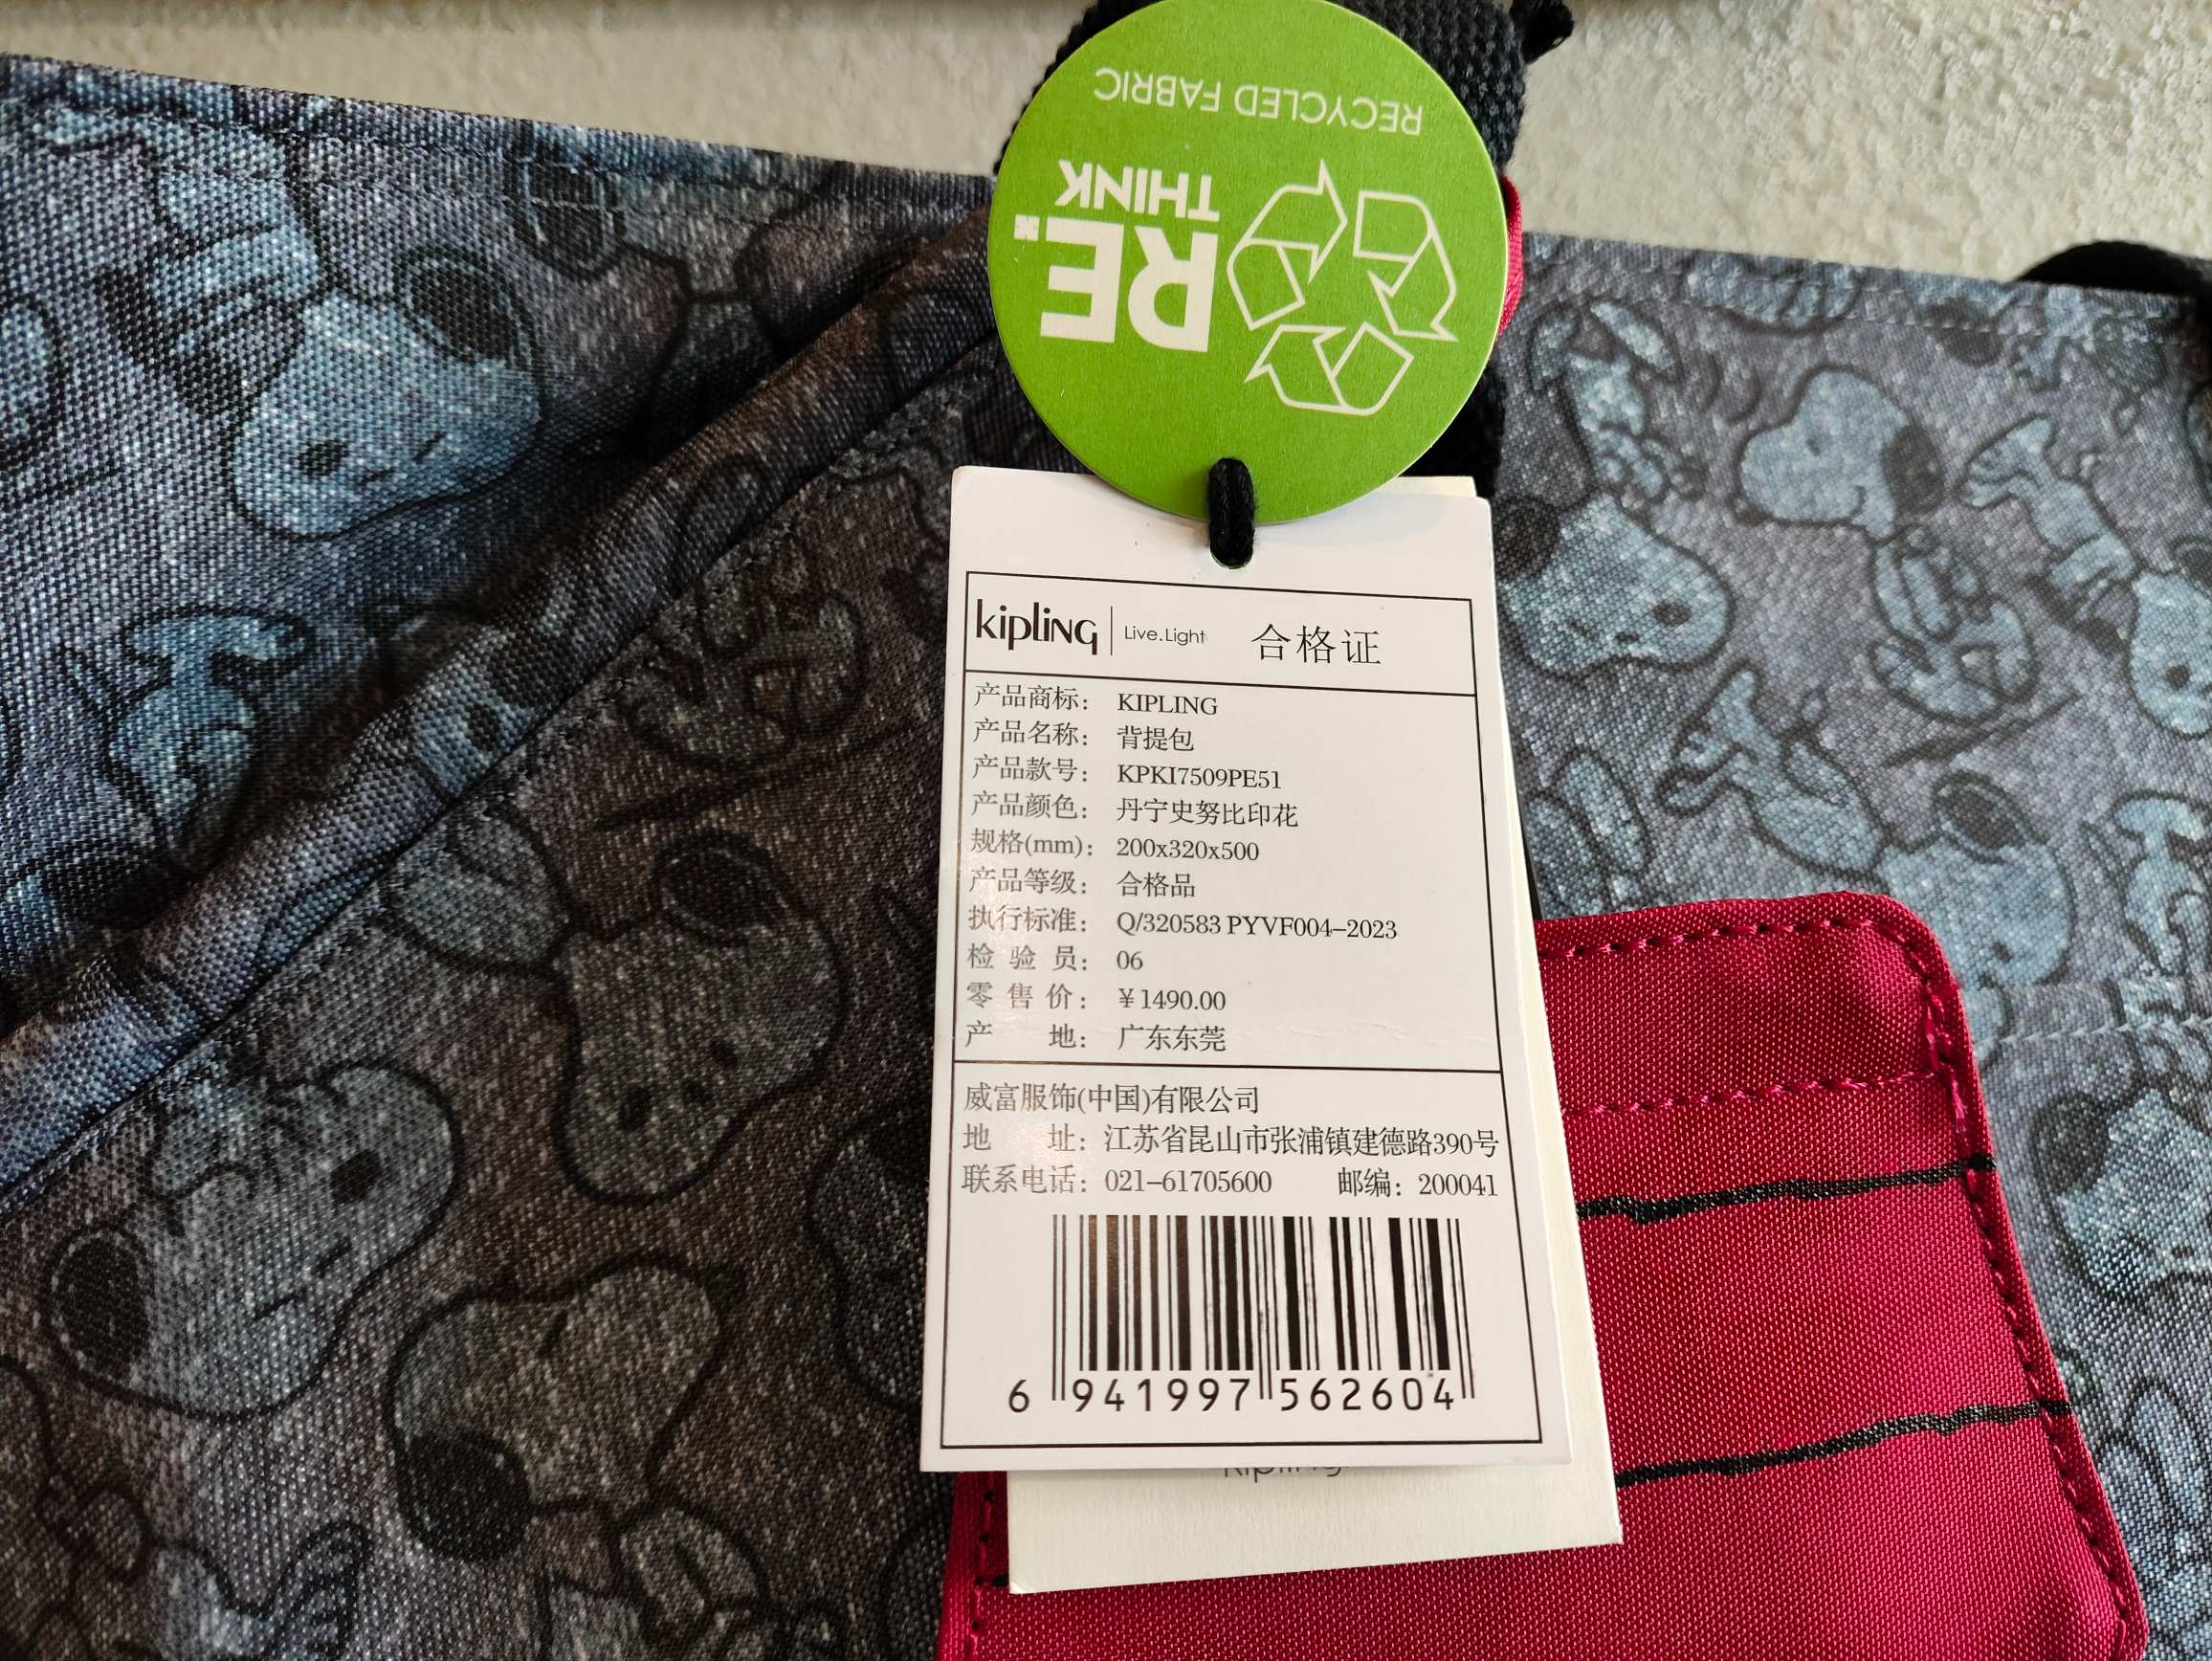 RECYCLED FABRIC
RE.
THINK
kipling Live.Light 合格证
产品商标： KIPLING
产品名称： 背提包
产品款号： KPKI7509PE51
产品颜色： 丹宁史努比印花
规格(mm)： 200x320x500
产品等级： 合格品
执行标准： Q/320583 PYVF004-2023
检 验 员： 06
零 售 价： ￥1490.00
产 地： 广东东莞
威富服饰(中国)有限公司
地 址： 江苏省昆山市张浦镇建德路390号
联系电话： 021-61705600 邮编： 200041
6 941997 562604
kipling